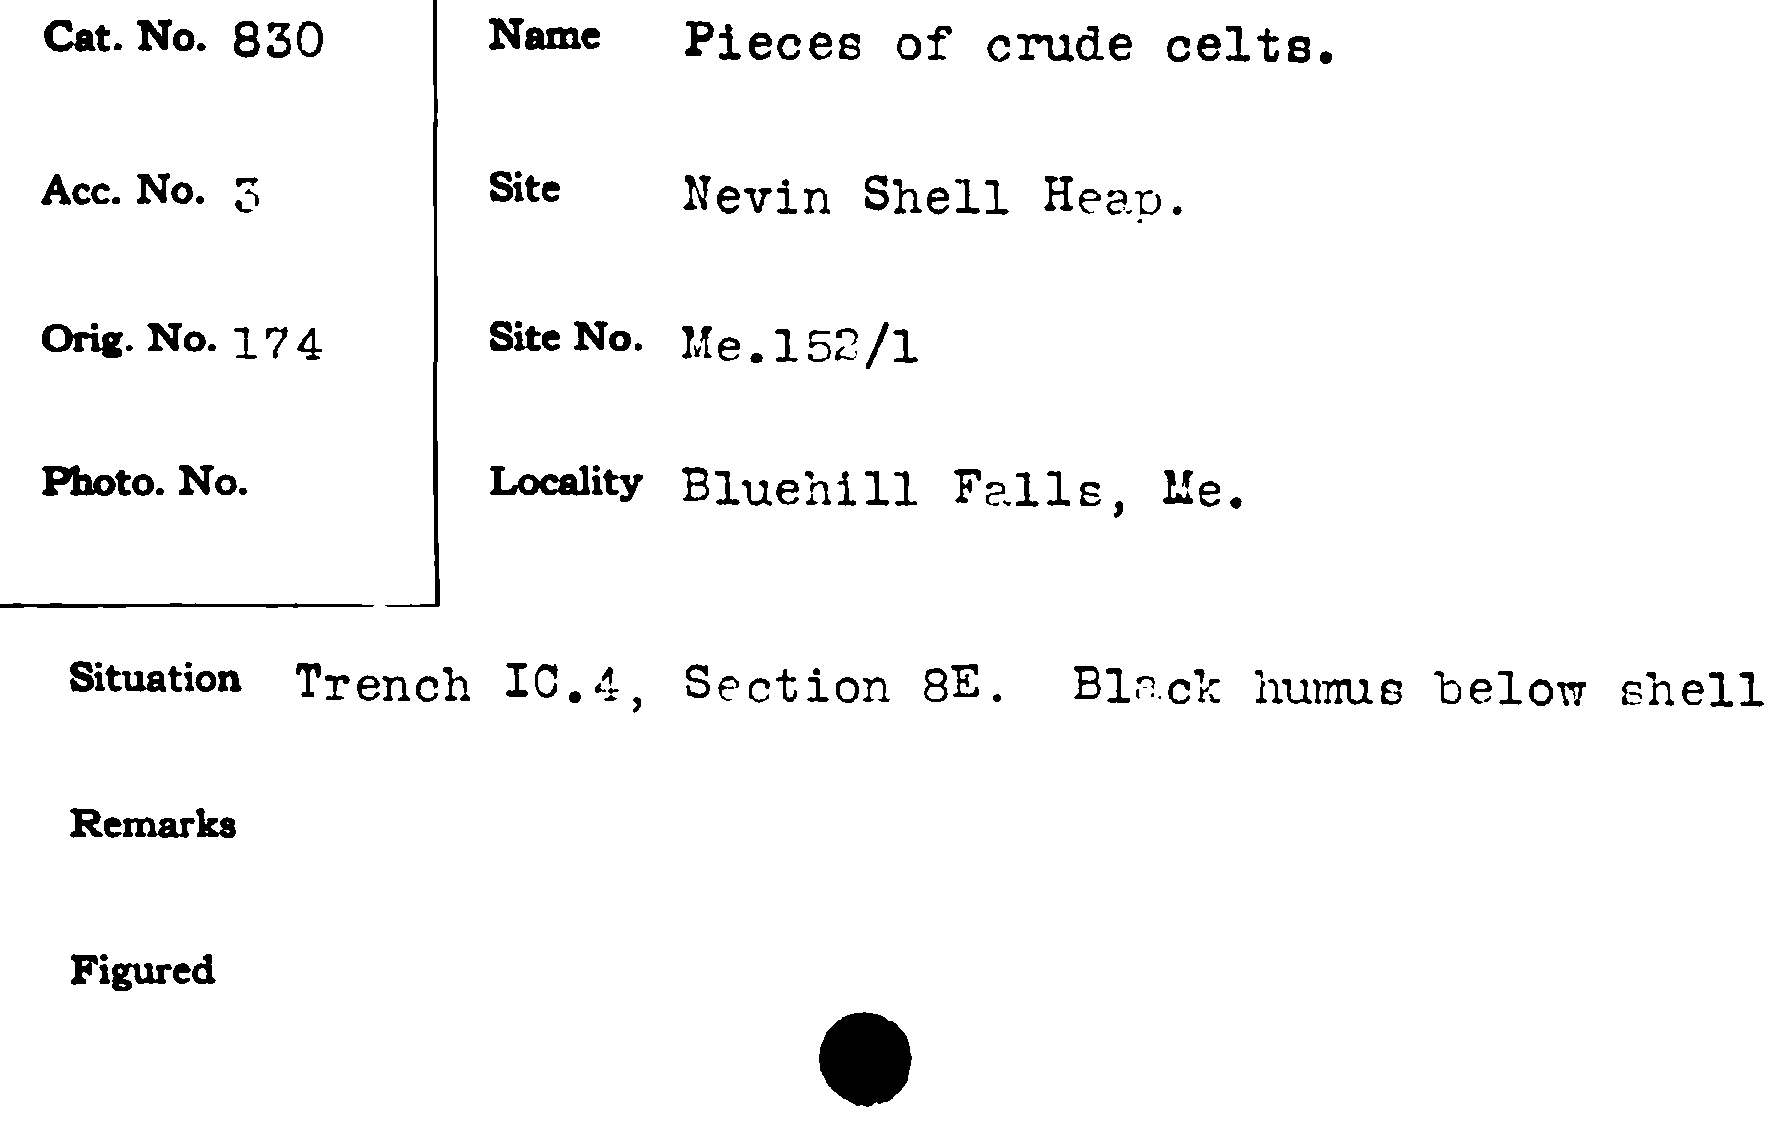 Cat. No. 830
Name Pieces of crude celts.
Acc. No. 3
Site Nevin Shell Heap.
Orig. No. 174
Site No. Me.152/1
Photo. No.
Locality Bluehill Falls, Me.
Situation Trench IC.4, Section 8E. Black humus below shell
Remarks
Figured